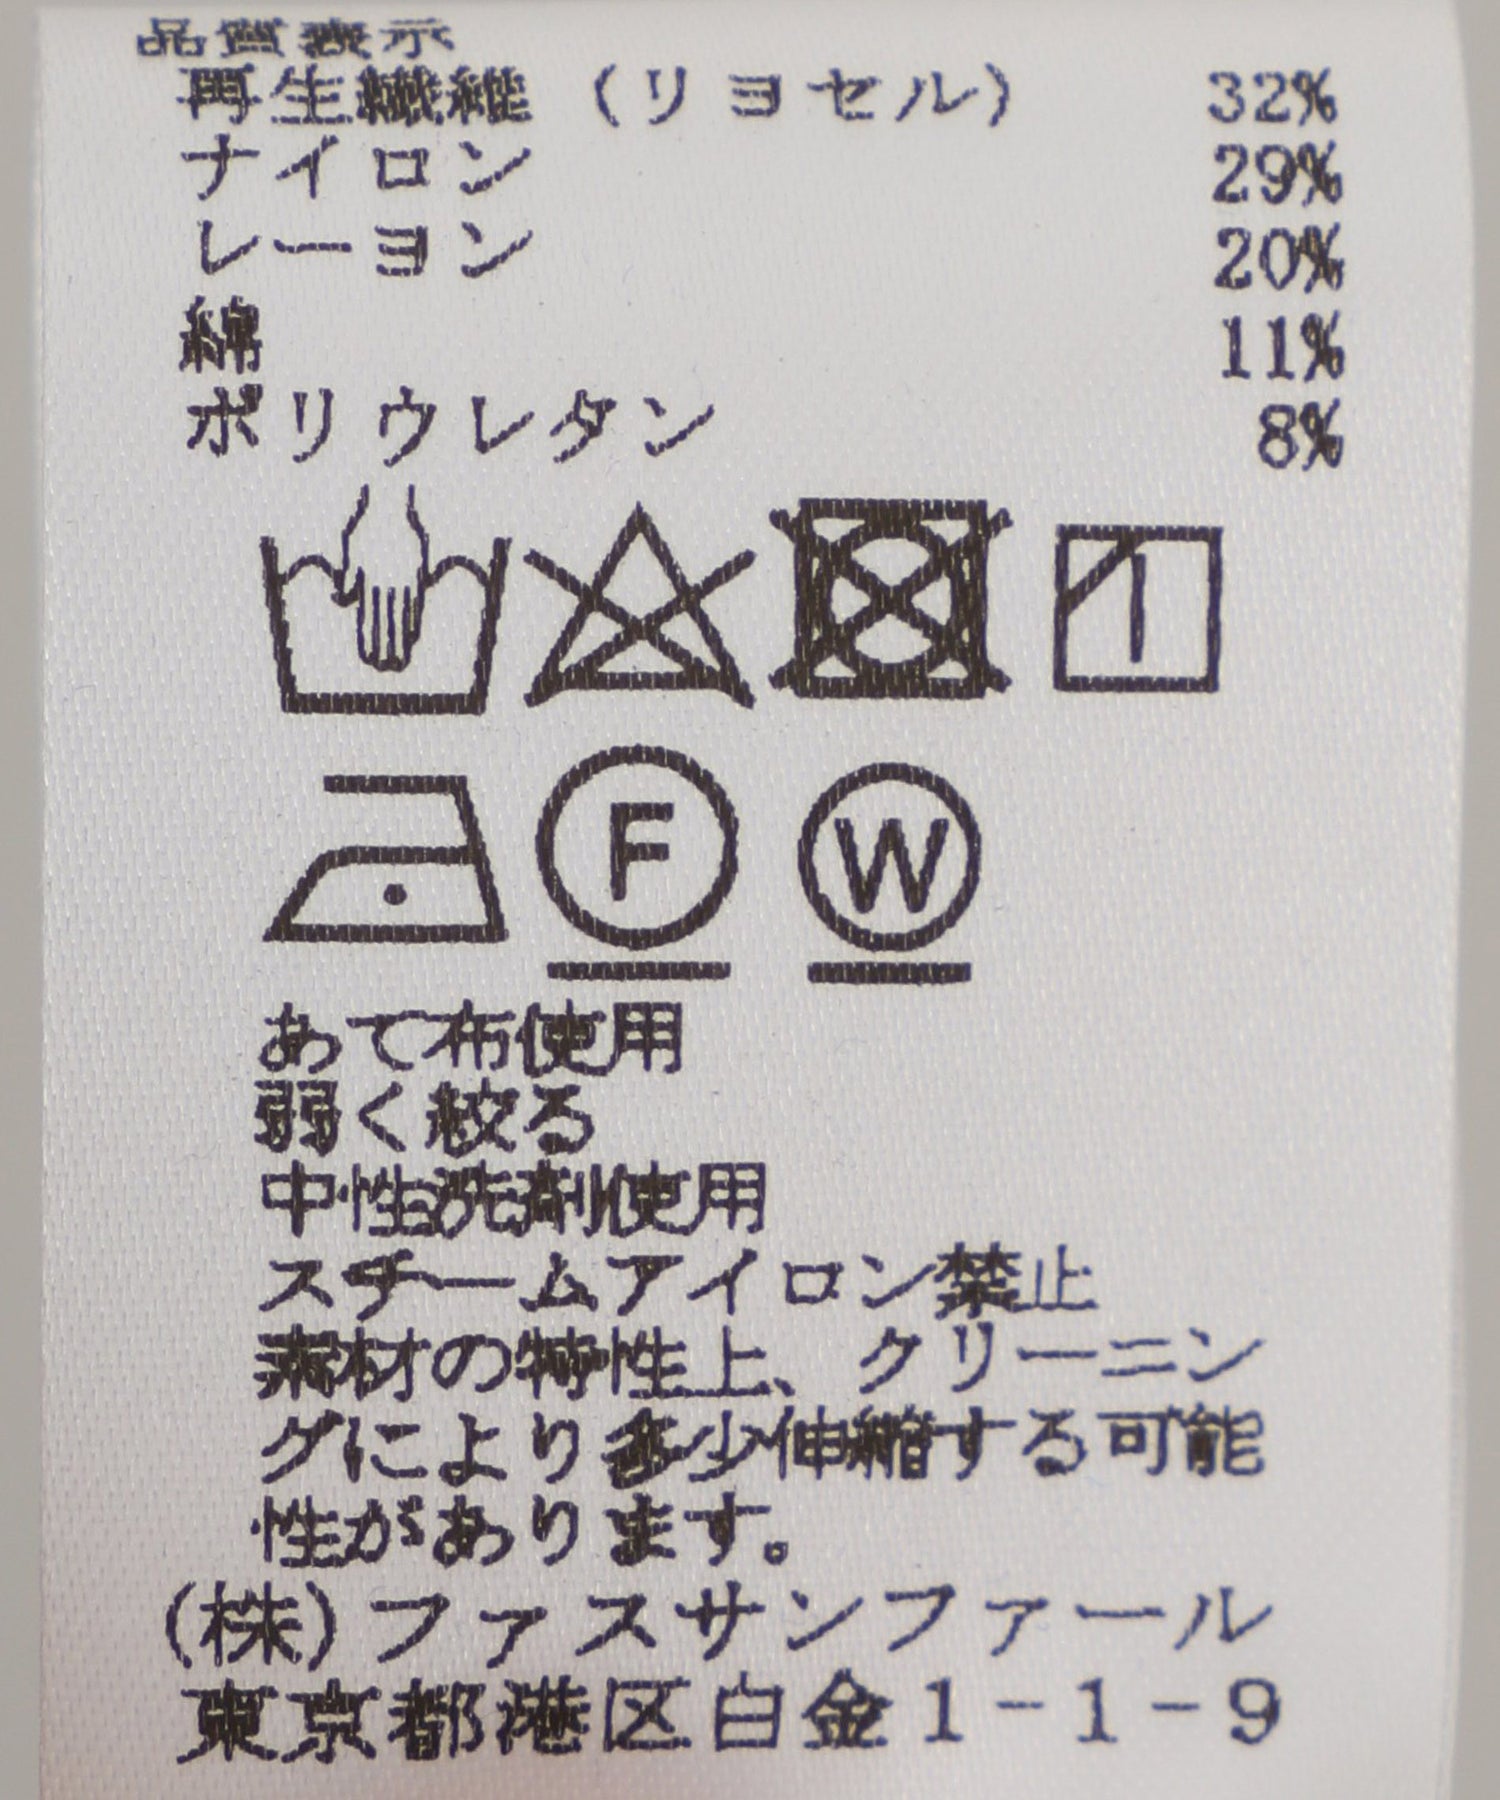 品質表示
再生繊維(リヨセル) 32%
ナイロン 29%
レーヨン 20%
綿 11%
ポリウレタン 8%
F W
あて布使用
弱く絞る
中性洗剤使用
スチームアイロン禁止
素材の特性上、クリーニン
グにより多少伸縮する可能
性があります。
(株)ファスサンファール
東京都港区白金1-1-9